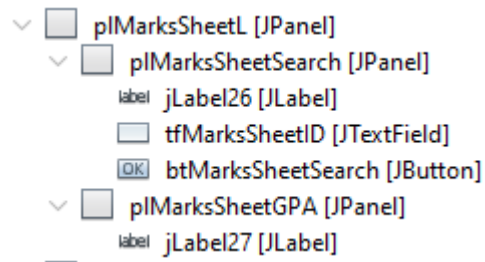 plMarksSheetL [JPanel]
plMarksSheetSearch [JPanel]
label jLabel26 [JLabel]
tfMarksSheetID [JTextField]
OK btMarksSheetSearch [JButton]
plMarksSheetGPA [JPanel]
label jLabel27 [JLabel]